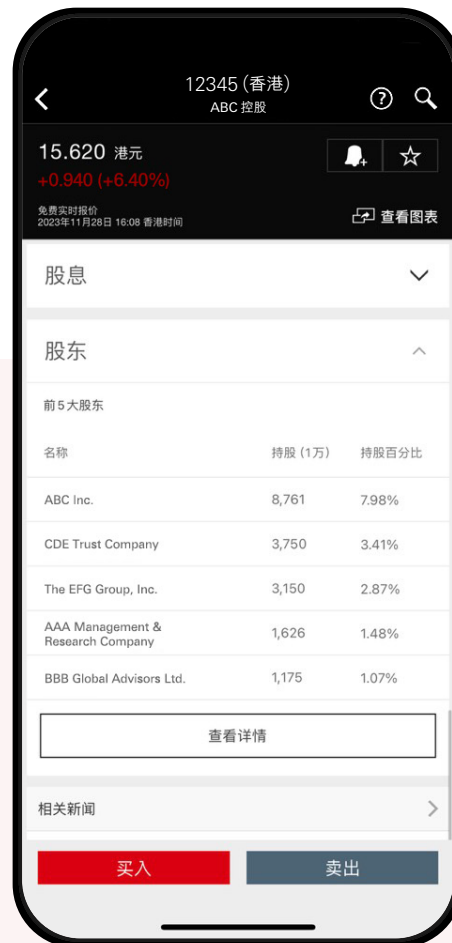 12345 (香港)
ABC 控股
15.620 港元
+0.940 (+6.40%)
免费实时报价
2023年11月28日 16:08 香港时间
查看图表
股息
股东
前5大股东
名称 持股 (1万) 持股百分比
ABC Inc. 8,761 7.98%
CDE Trust Company 3,750 3.41%
The EFG Group, Inc. 3,150 2.87%
AAA Management &
Research Company 1,626 1.48%
BBB Global Advisors Ltd. 1,175 1.07%
查看详情
相关新闻
买入 卖出